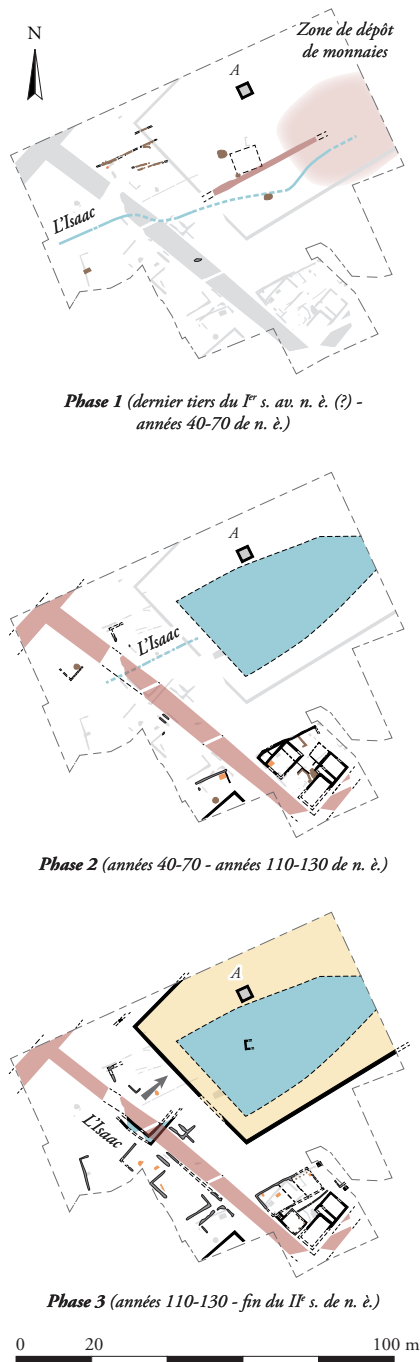 N
Zone de dépôt
de monnaies
A
L'Isaac
Phase 1 (dernier tiers du Ier s. av. n. è. (?) -
années 40-70 de n. è.)
A
L'Isaac
Phase 2 (années 40-70 - années 110-130 de n. è.)
A
L'Isaac
Phase 3 (années 110-130 - fin du IIe s. de n. è.)
0 20 100 m